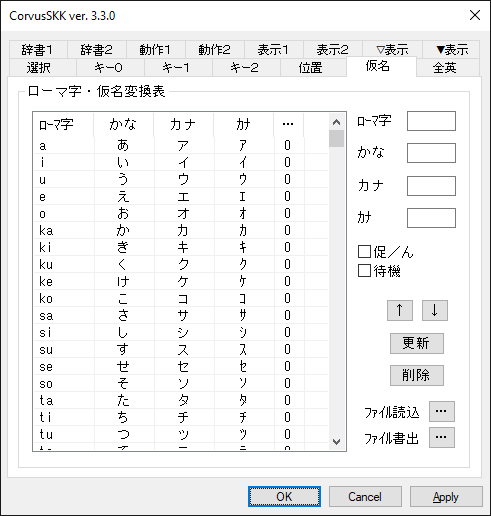 CorvusSKK ver. 3.3.0
辞書1 辞書2 動作1 動作2 表示1 表示2 ▽表示 ▼表示
選択 キー0 キー1 キー2 位置 仮名 全英
ローマ字・仮名変換表
ﾛｰﾏ字 かな カナ ｶﾅ …
a あ ア ｱ 0
i い イ ｲ 0
u う ウ ｳ 0
e え エ ｴ 0
o お オ ｵ 0
ka か カ ｶ 0
ki き キ ｷ 0
ku く ク ｸ 0
ke け ケ ｹ 0
ko こ コ ｺ 0
sa さ サ ｻ 0
si し シ ｼ 0
su す ス ｽ 0
se せ セ ｾ 0
so そ ソ ｿ 0
ta た タ ﾀ 0
ti ち チ ﾁ 0
tu つ ツ ﾂ 0
ﾛｰﾏ字
かな
カナ
ｶﾅ
促／ん
待機
↑ ↓
更新
削除
ﾌｧｲﾙ読込 …
ﾌｧｲﾙ書出 …
OK Cancel Apply